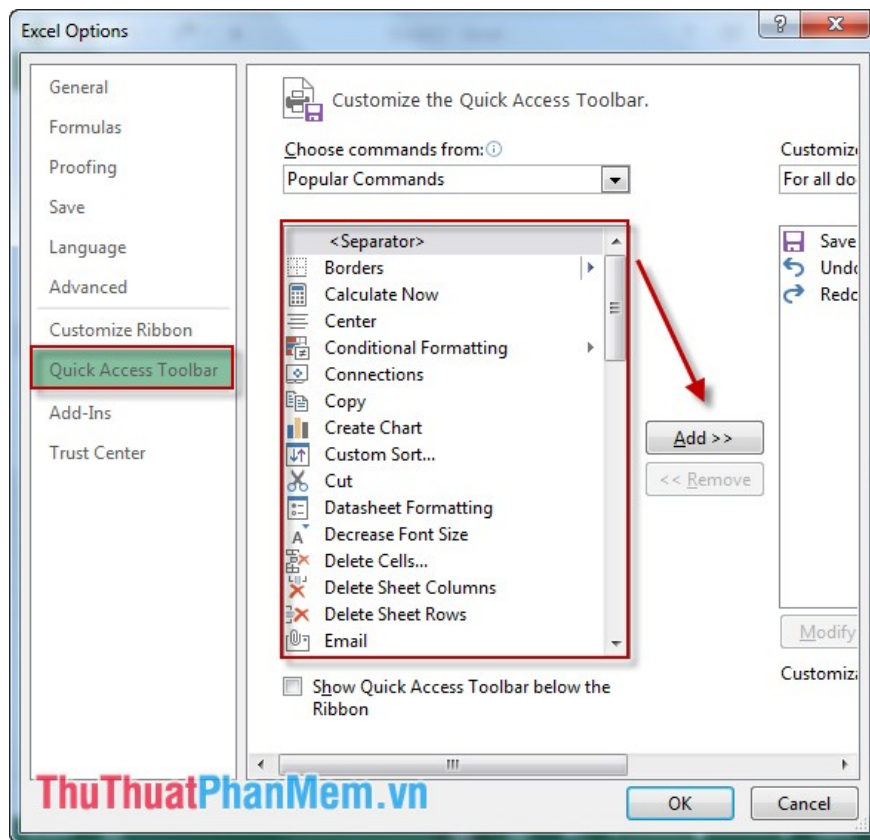 Excel Options
?
X
General
Formulas
Proofing
Save
Language
Advanced
Customize Ribbon
Quick Access Toolbar
Add-Ins
Trust Center
Customize the Quick Access Toolbar.
Choose commands from:
Popular Commands
<Separator>
Borders
Calculate Now
Center
Conditional Formatting
Connections
Copy
Create Chart
Custom Sort...
Cut
Datasheet Formatting
Decrease Font Size
Delete Cells...
Delete Sheet Columns
Delete Sheet Rows
Email
Show Quick Access Toolbar below the
Ribbon
Add >>
<< Remove
Customiz
For all do
Save
Undo
Redo
Modify
Customiza
ThuThuatPhanMem.vn
OK
Cancel